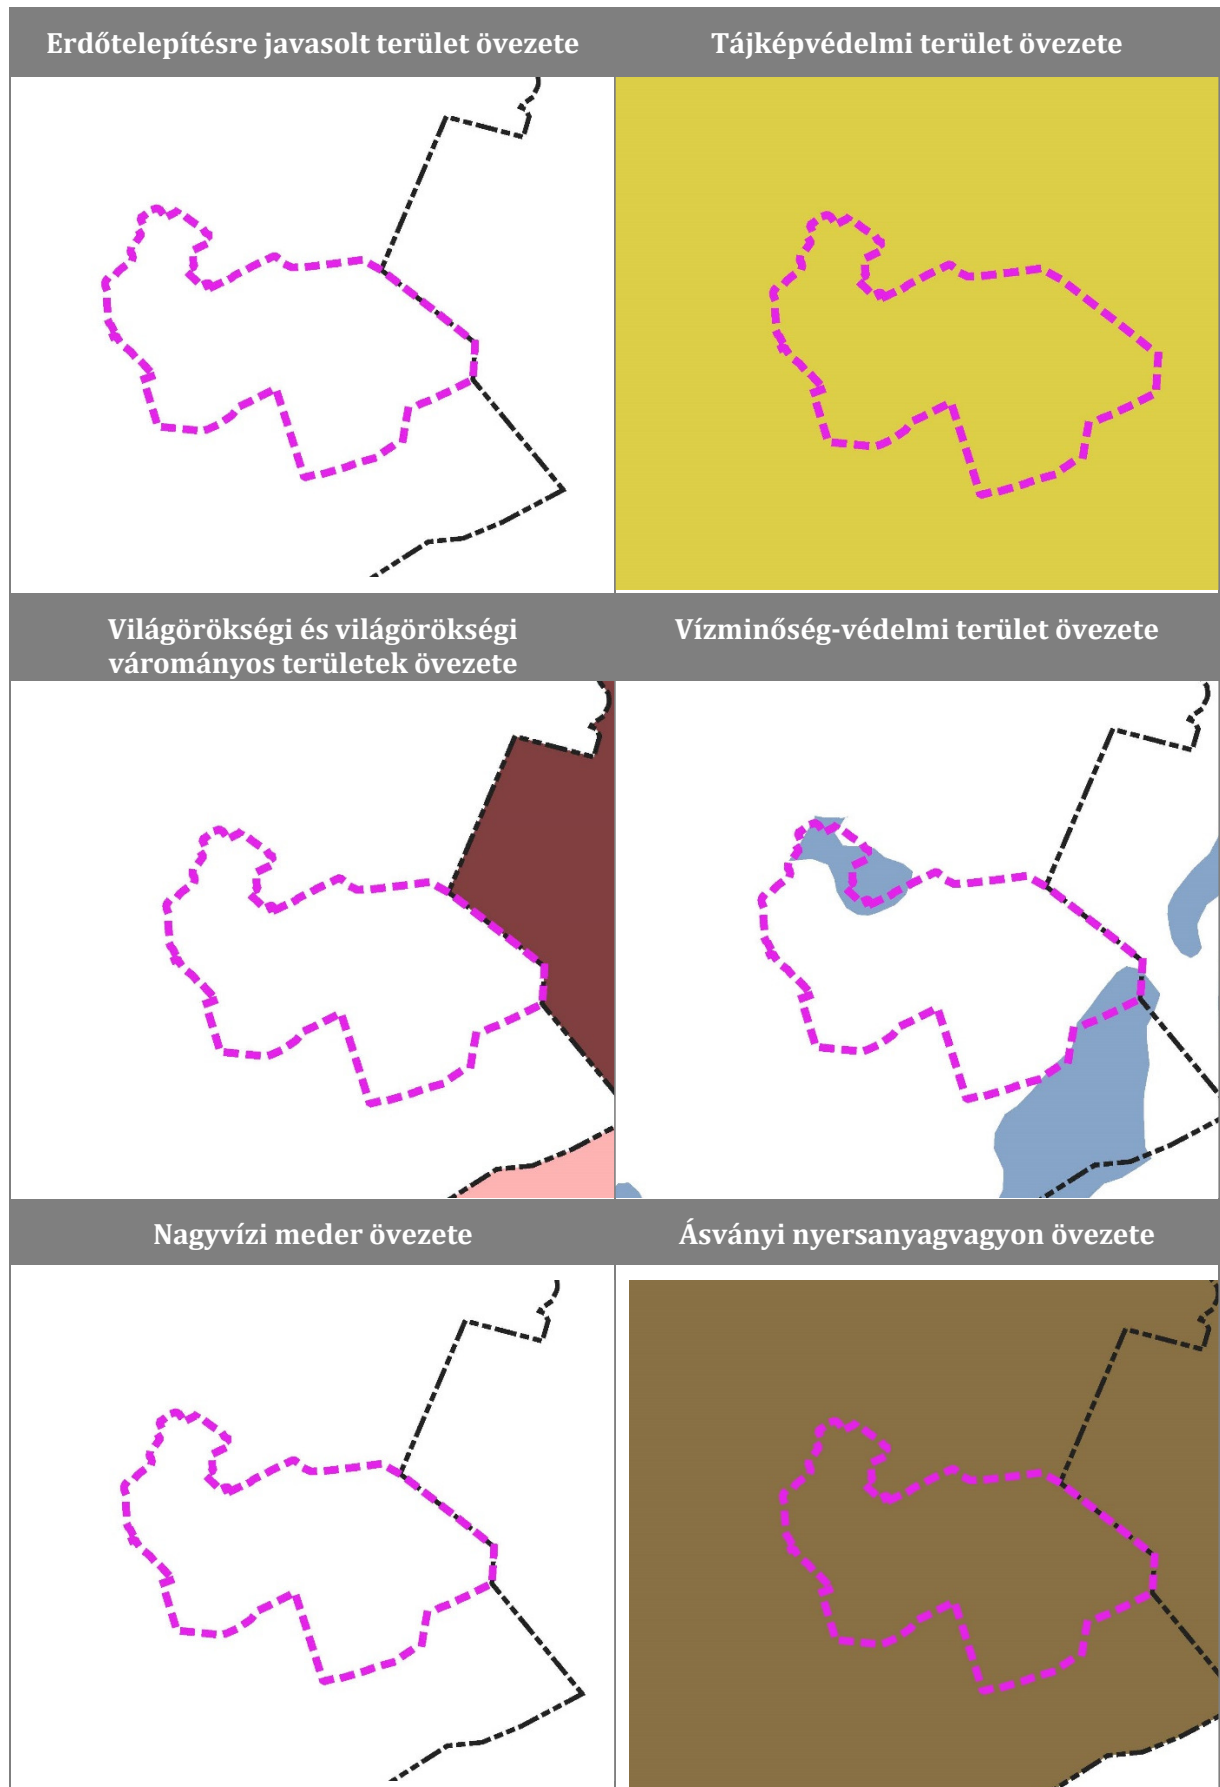 Erdőtelepítésre javasolt terület övezete
Tájképvédelmi terület övezete
Világörökségi és világörökségi
várományos területek övezete
Vízminőség-védelmi terület övezete
Nagyvízi meder övezete
Ásványi nyersanyagvagyon övezete